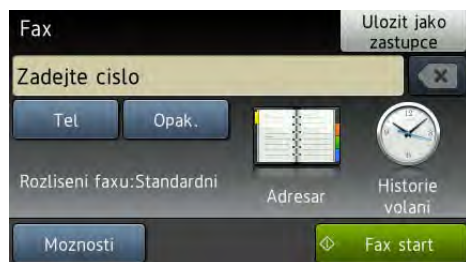 Fax
Ulozit jako
zastupce
Zadejte cislo
Tel
Opak.
Rozliseni faxu:Standardni
Adresar
Historie
volani
Moznosti
Fax start